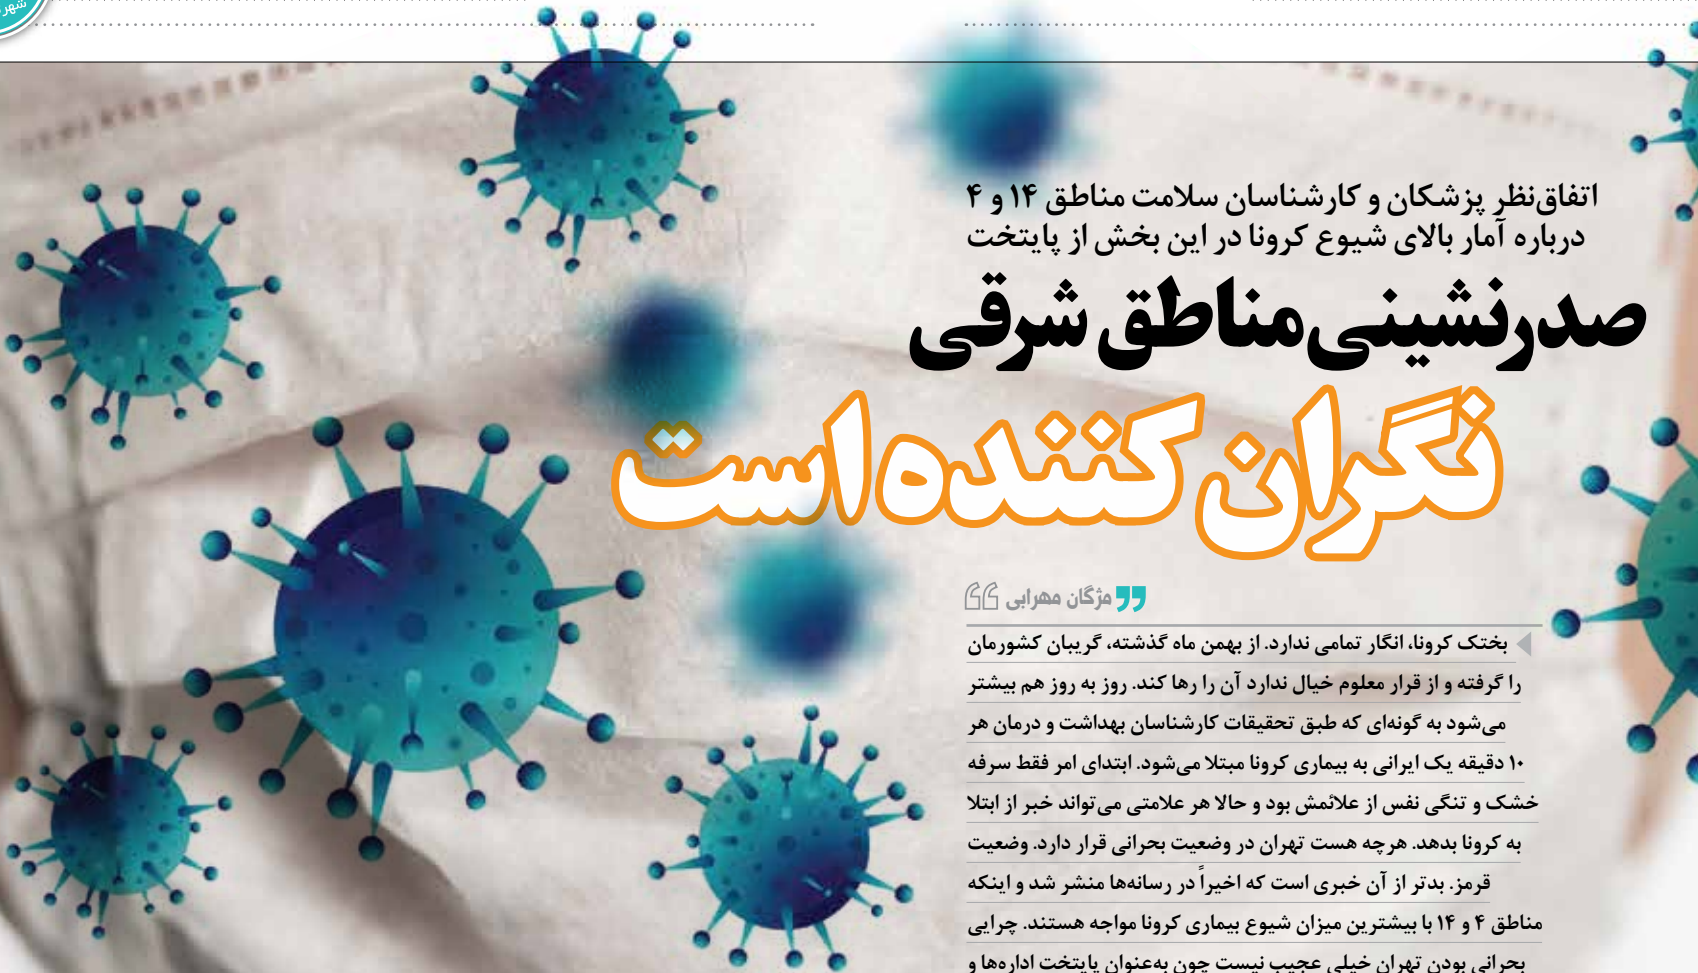 شهر
اتفاق‌نظر پزشکان و کارشناسان سلامت مناطق ۱۴ و ۴
درباره آمار بالای شیوع کرونا در این بخش از پایتخت
صدرنشینی مناطق شرقی
نگران کننده است
مژگان مهرابی
بختک کرونا، انگار تمامی ندارد. از بهمن ماه گذشته، گریبان کشورمان
را گرفته و از قرار معلوم خیال ندارد آن را رها کند. روز به روز هم بیشتر
می‌شود به گونه‌ای که طبق تحقیقات کارشناسان بهداشت و درمان هر
۱۰ دقیقه یک ایرانی به بیماری کرونا مبتلا می‌شود. ابتدای امر فقط سرفه
خشک و تنگی نفس از علائمش بود و حالا هر علامتی می‌تواند خبر از ابتلا
به کرونا بدهد. هرچه هست تهران در وضعیت بحرانی قرار دارد. وضعیت
قرمز. بدتر از آن خبری است که اخیراً در رسانه‌ها منشر شد و اینکه
مناطق ۴ و ۱۴ با بیشترین میزان شیوع بیماری کرونا مواجه هستند. چرایی
بحرانی بودن تهران خیلی عجیب نیست چون به‌عنوان پایتخت اداره‌ها و